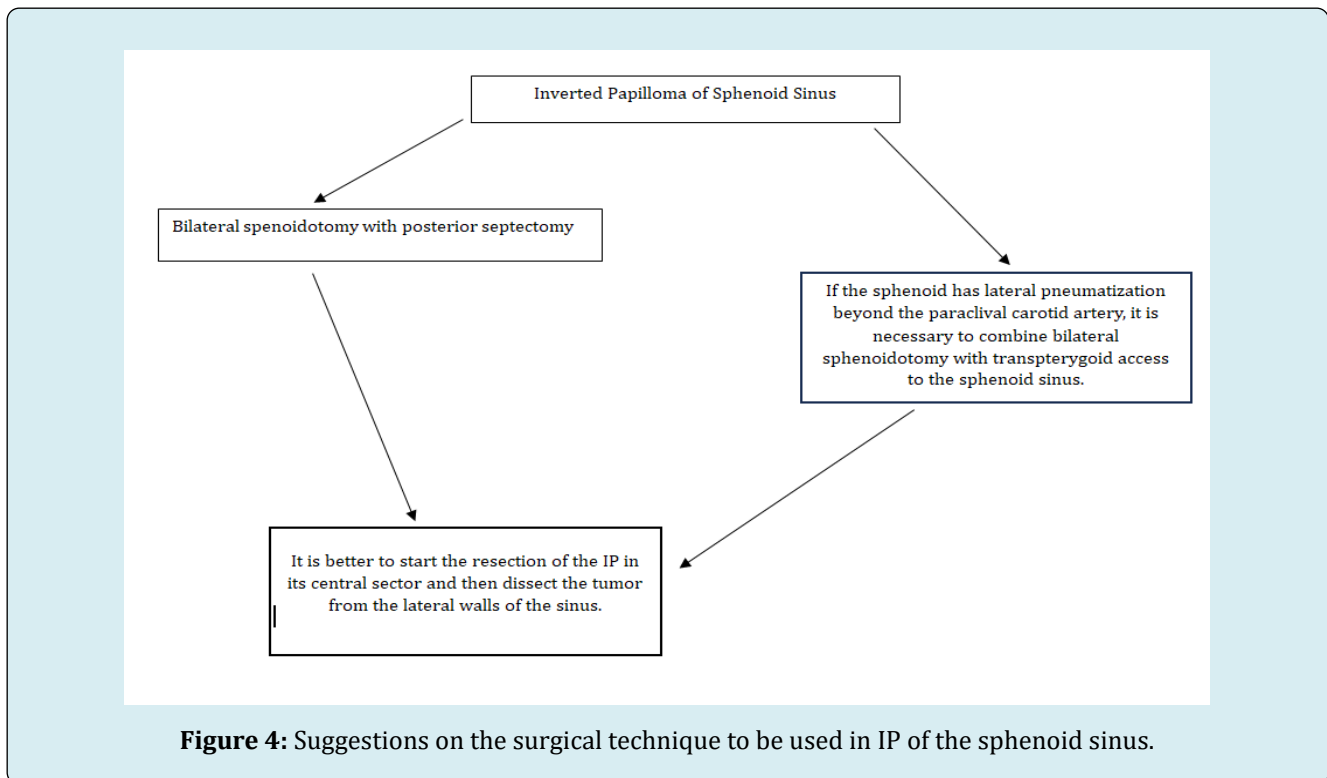 Inverted Papilloma of Sphenoid Sinus
Bilateral spenoidotomy with posterior septectomy
If the sphenoid has lateral pneumatization
beyond the paraclival carotid artery, it is
necessary to combine bilateral
sphenoidotomy with transpterygoid access
to the sphenoid sinus.
It is better to start the resection of the IP in
its central sector and then dissect the tumor
from the lateral walls of the sinus.
Figure 4: Suggestions on the surgical technique to be used in IP of the sphenoid sinus.